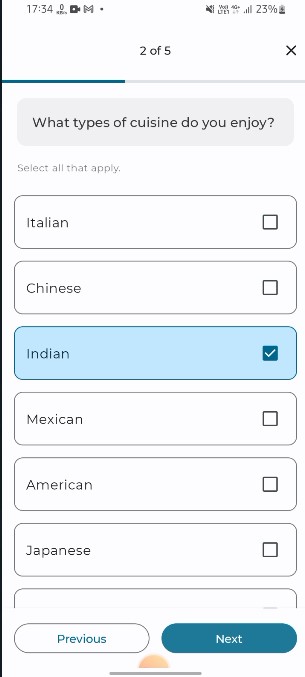 17:34
23%
2 of 5
What types of cuisine do you enjoy?
Select all that apply.
Italian
Chinese
Indian
Mexican
American
Japanese
Previous
Next